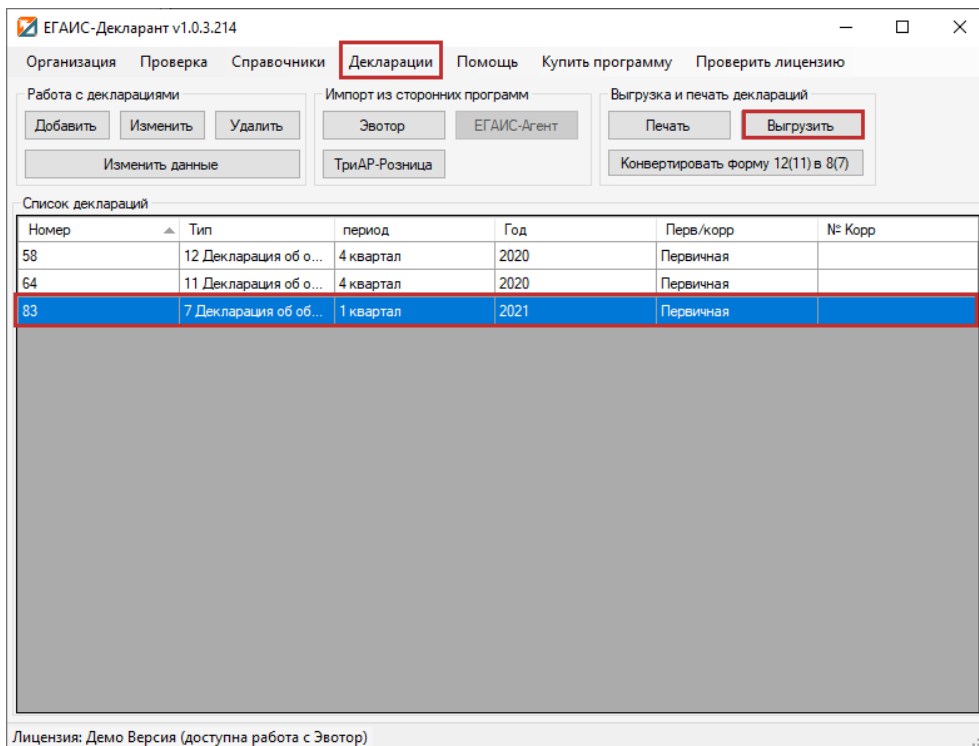 ЕГАИС-Декларант v1.0.3.214
Организация Проверка Справочники Декларации Помощь Купить программу Проверить лицензию
Работа с декларациями Импорт из сторонних программ Выгрузка и печать деклараций
Добавить Изменить Удалить Эвотор ЕГАИС-Агент Печать Выгрузить
Изменить данные ТриАР-Розница Конвертировать форму 12(11) в 8(7)
Список деклараций
Номер Тип период Год Перв/корр № Корр
58 12 Декларация об о... 4 квартал 2020 Первичная
64 11 Декларация об о... 4 квартал 2020 Первичная
83 7 Декларация об об... 1 квартал 2021 Первичная
Лицензия: Демо Версия (доступна работа с Эвотор)